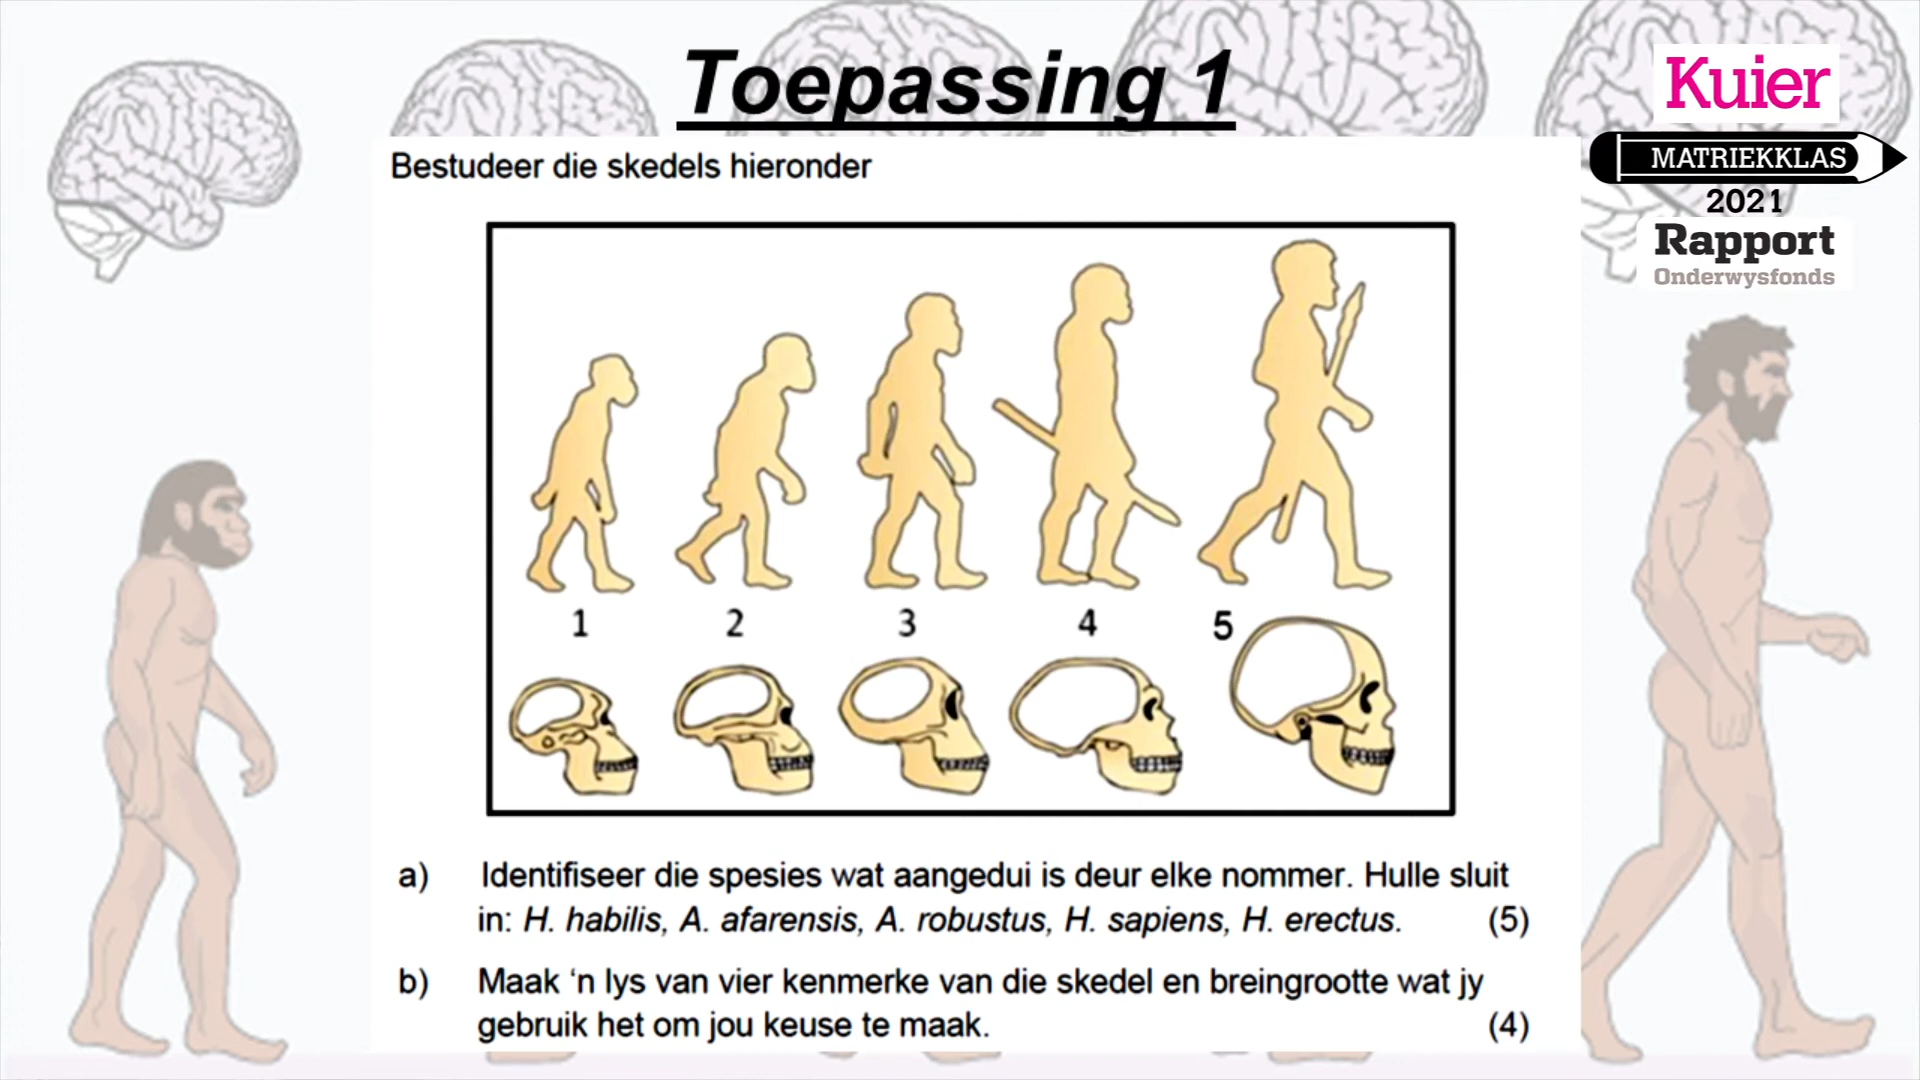 Toepassing 1
Kuier
MATRIEKKLAS
2021
Rapport
Onderwysfonds
Bestudeer die skedels hieronder
1 2 3 4 5
a) Identifiseer die spesies wat aangedui is deur elke nommer. Hulle sluit
in: H. habilis, A. afarensis, A. robustus, H. sapiens, H. erectus. (5)
b) Maak ‘n lys van vier kenmerke van die skedel en breingrootte wat jy
gebruik het om jou keuse te maak. (4)